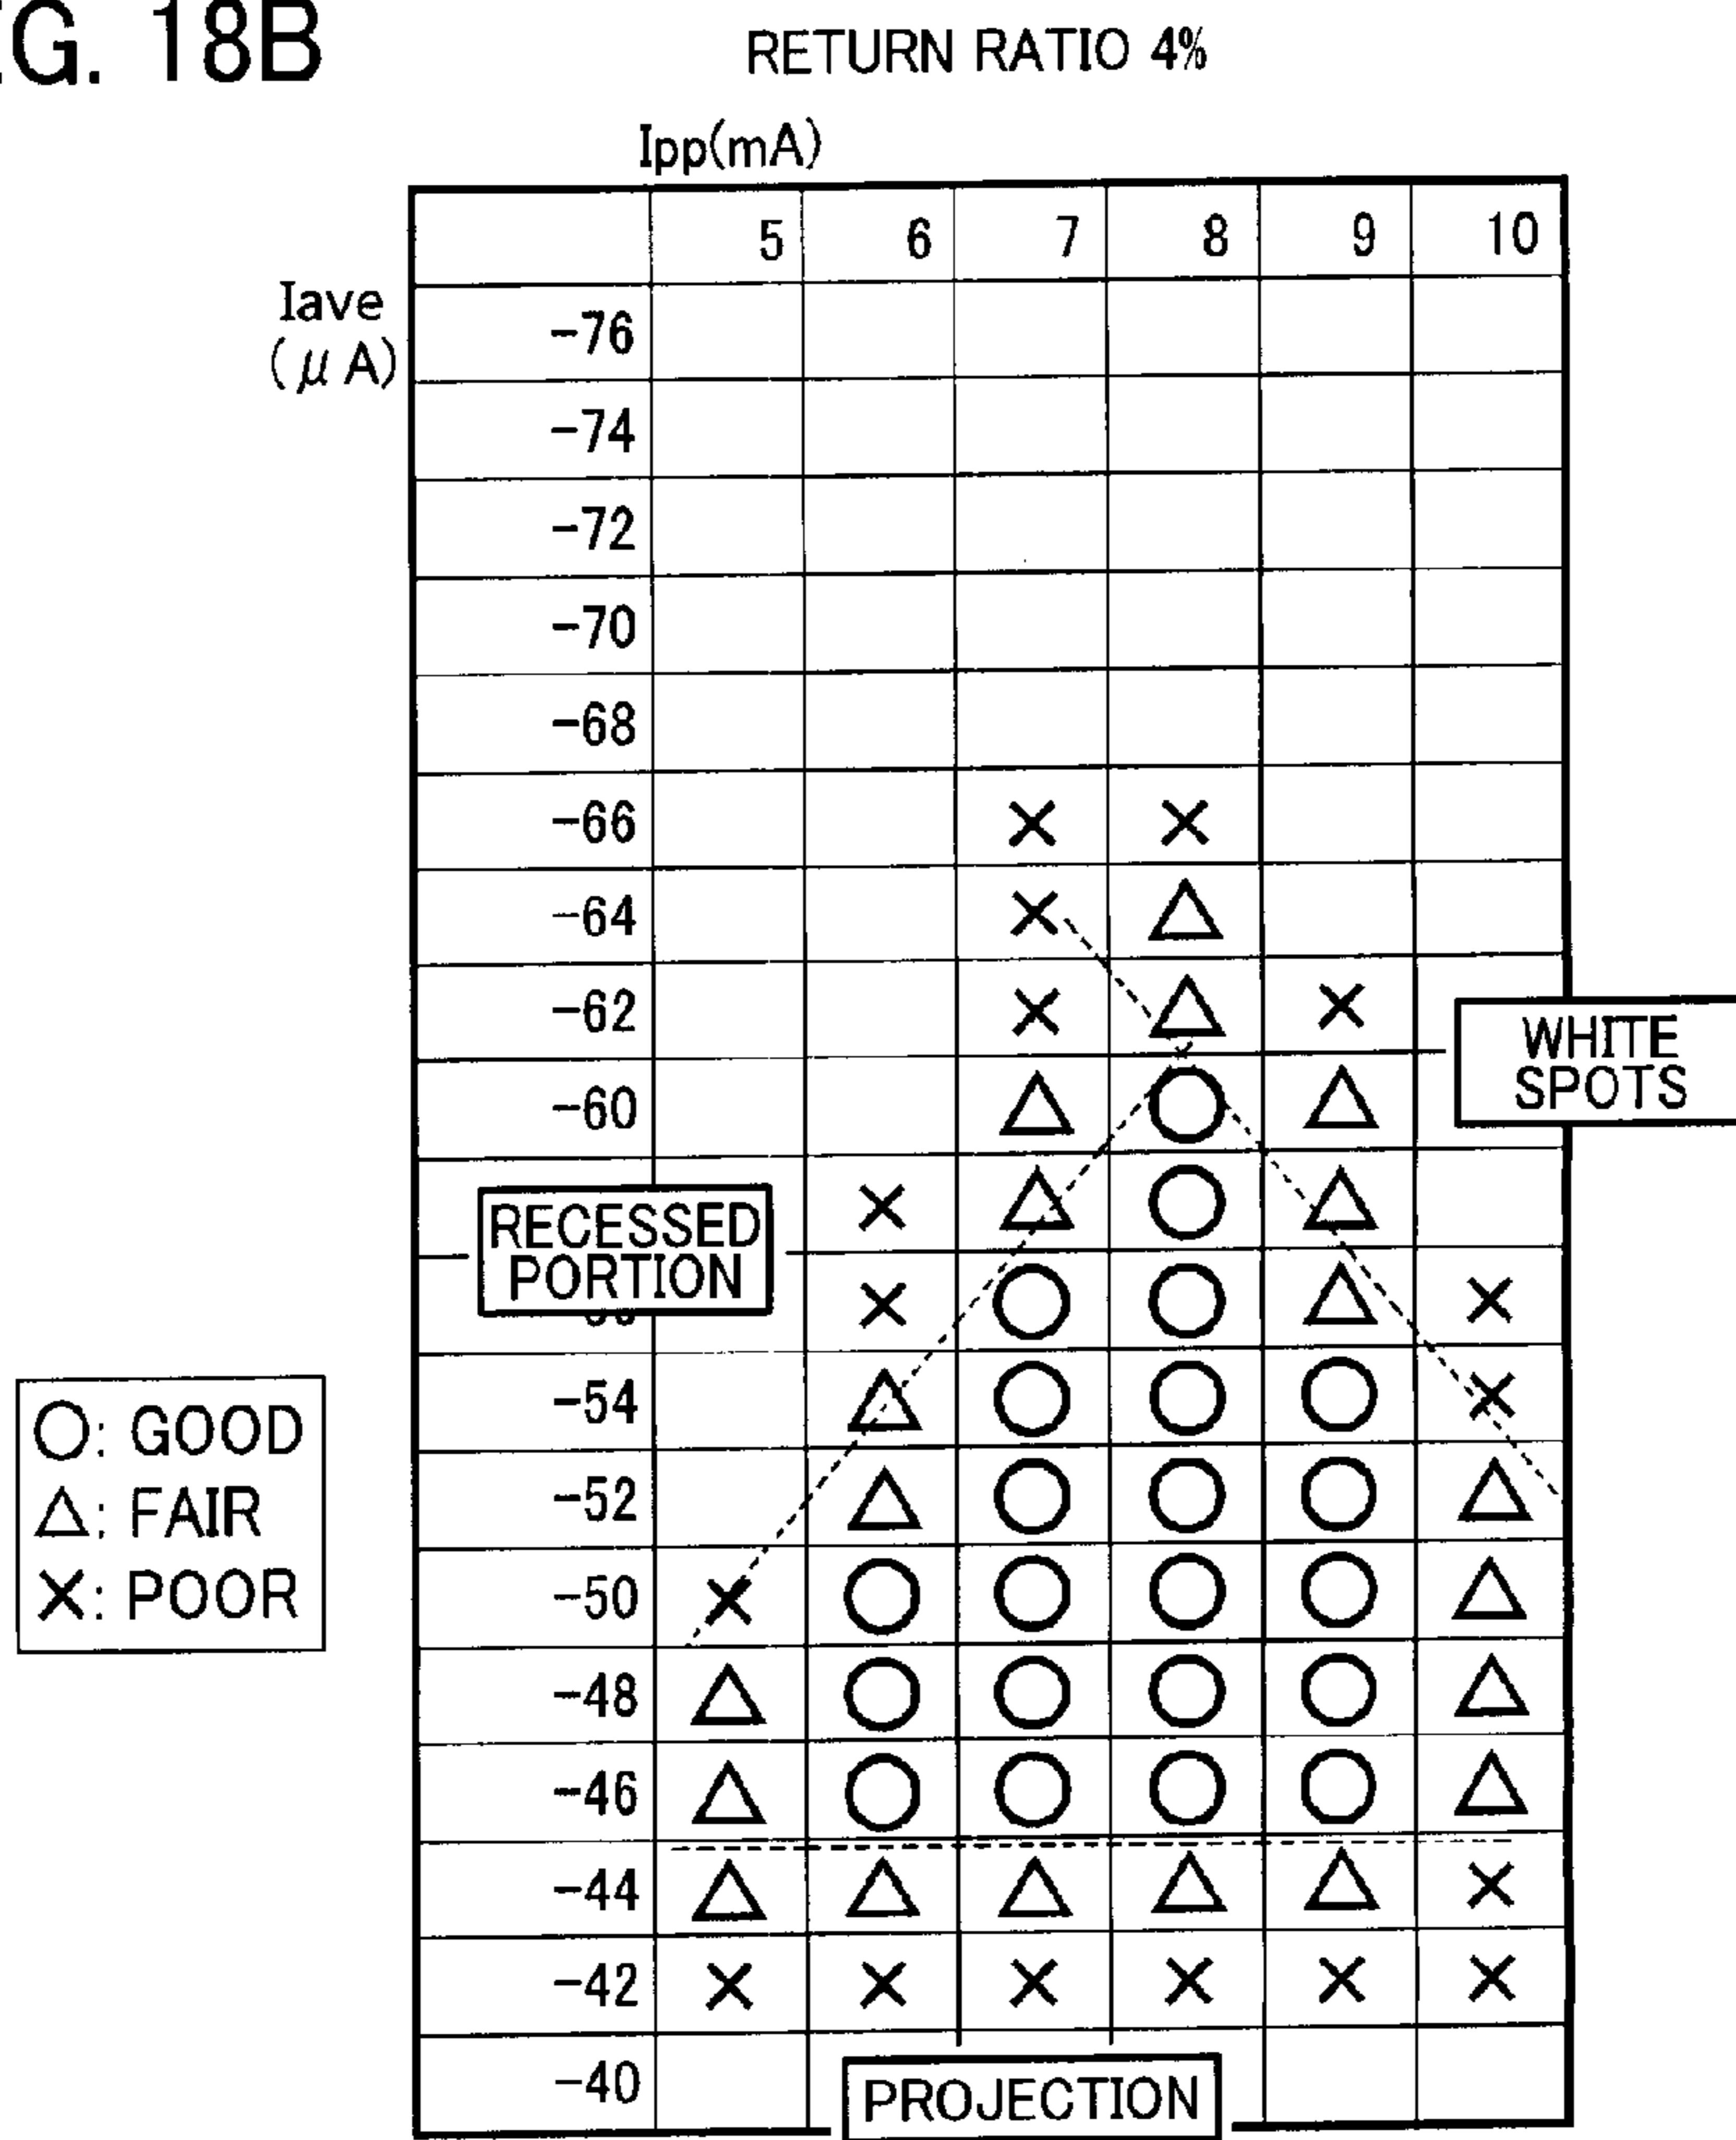 G. 18B
RETURN RATIO 4%
Ipp(mA)
5 6 7 8 9 10
Iave
(μA)
-76
-74
-72
-70
-68
-66 × ×
-64 × △
-62 × △ ×
WHITE
SPOTS
-60 △ ○ △
× △ ○ △
RECESSED
PORTION
× ○ ○ △ ×
-54 △ ○ ○ ○ ×
-52 △ ○ ○ ○ △
-50 × ○ ○ ○ ○ △
-48 △ ○ ○ ○ ○ △
-46 △ ○ ○ ○ ○ △
-44 △ △ △ △ △ ×
-42 × × × × × ×
-40
PROJECTION
○: GOOD
△: FAIR
×: POOR